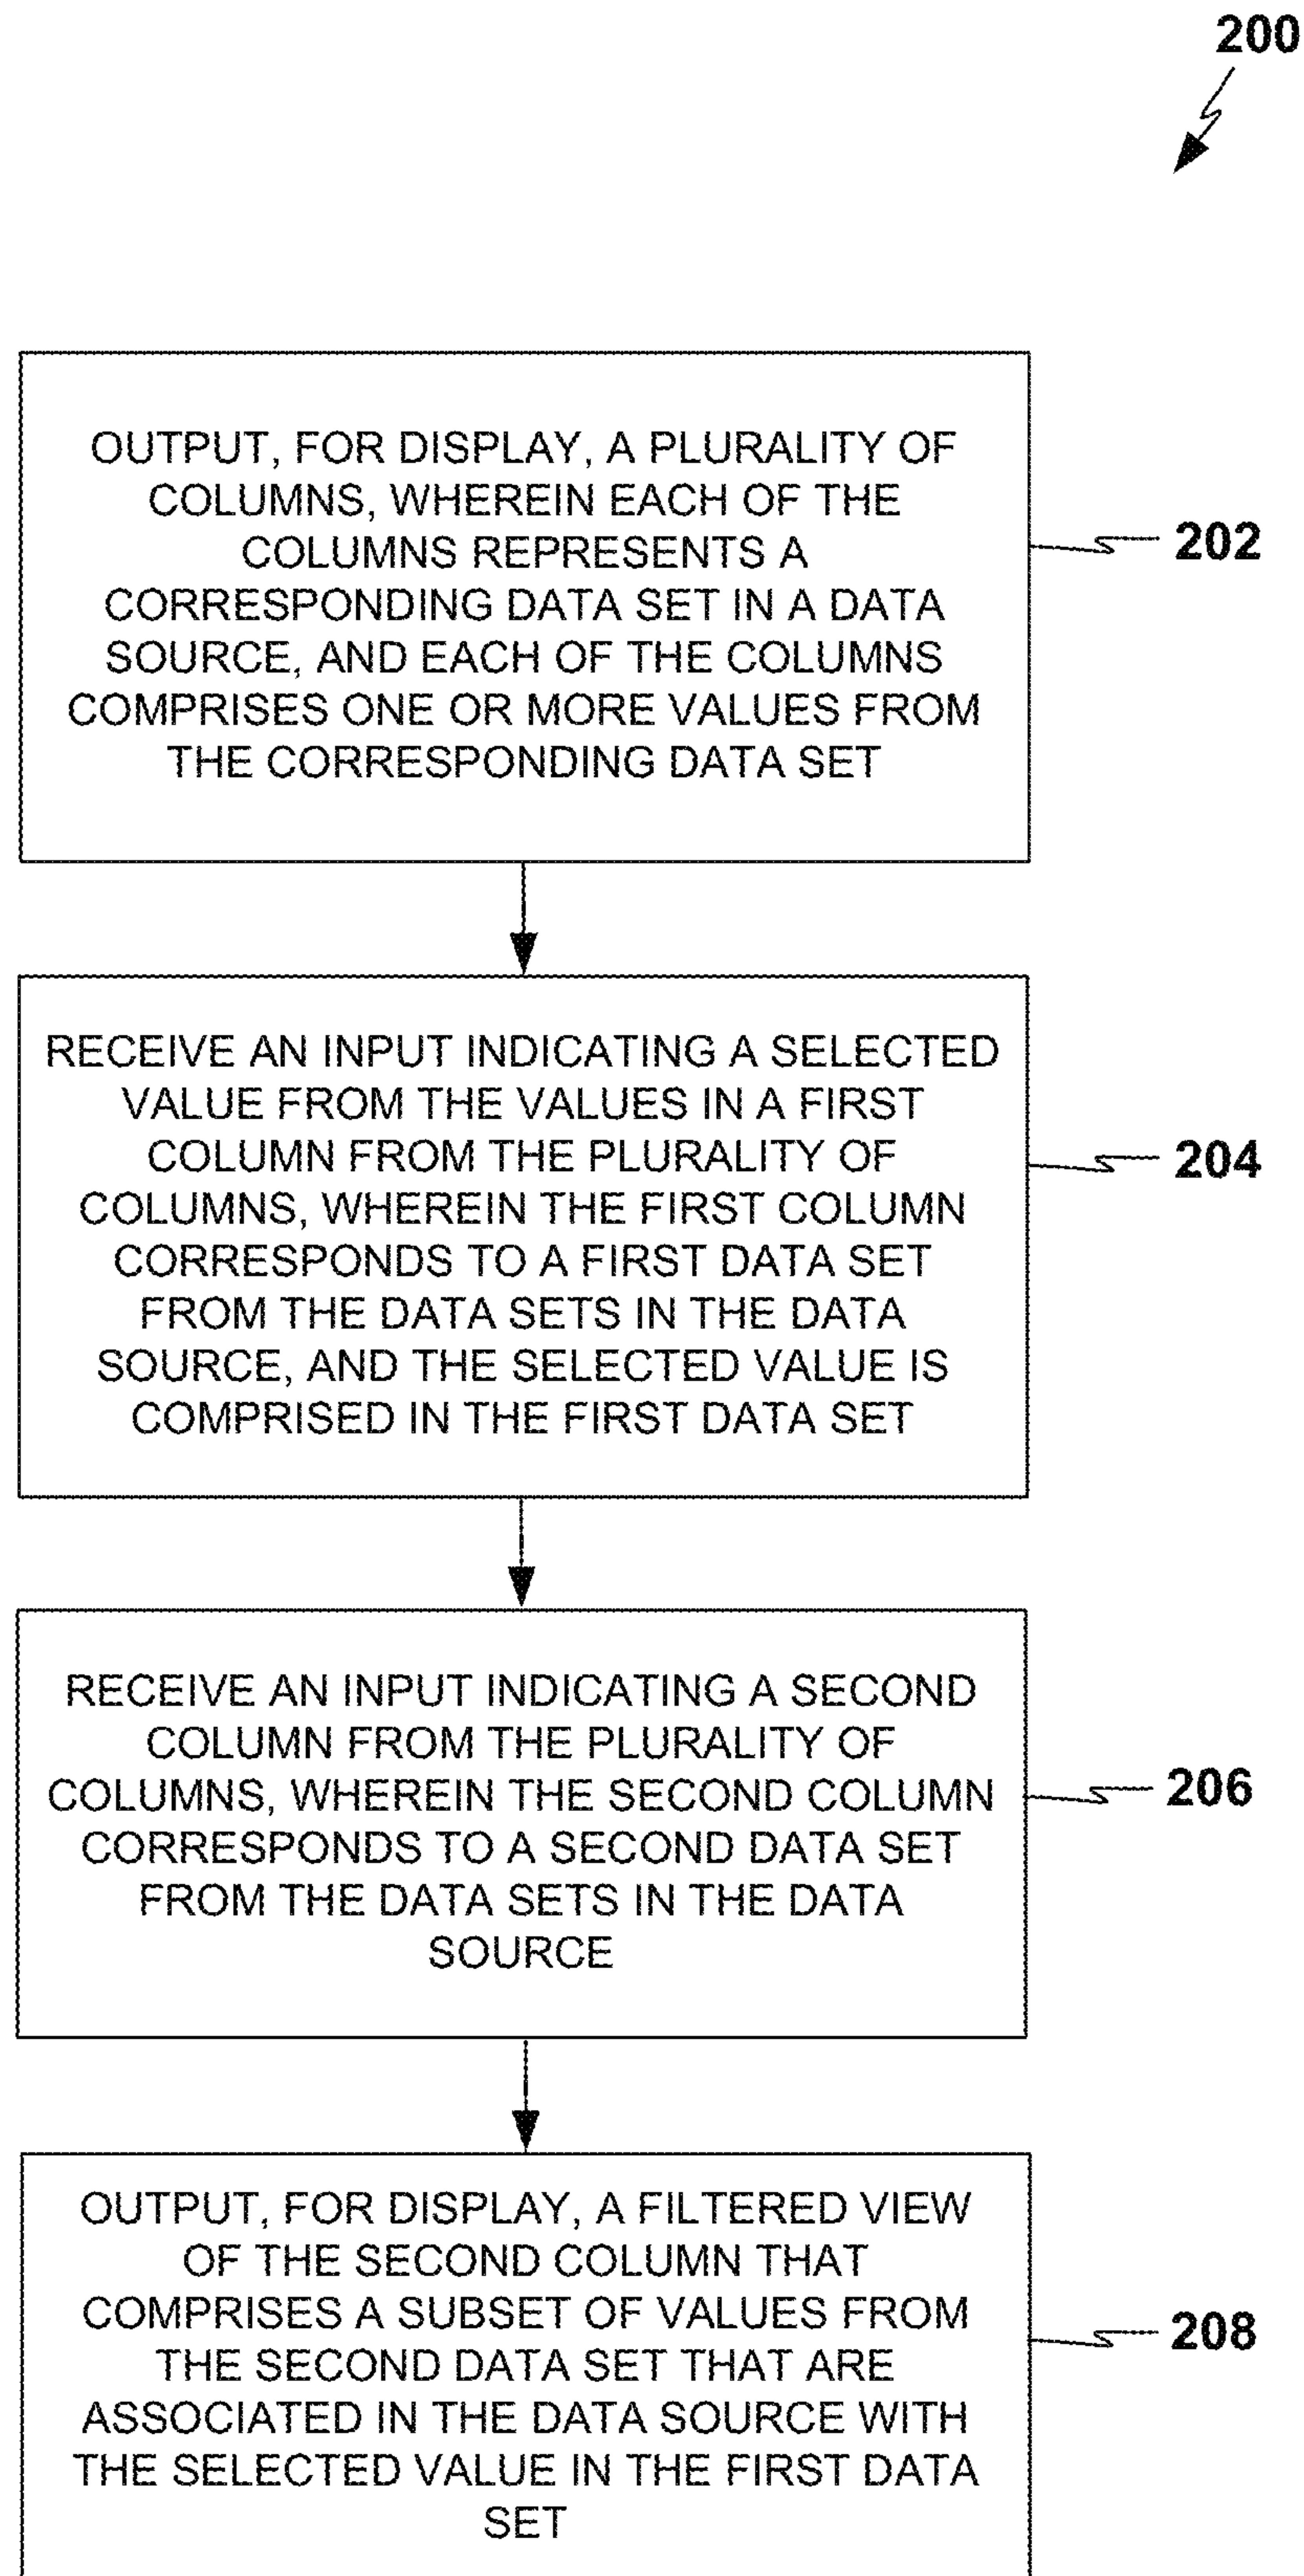 200
OUTPUT, FOR DISPLAY, A PLURALITY OF
COLUMNS, WHEREIN EACH OF THE
COLUMNS REPRESENTS A
CORRESPONDING DATA SET IN A DATA
SOURCE, AND EACH OF THE COLUMNS
COMPRISES ONE OR MORE VALUES FROM
THE CORRESPONDING DATA SET
202
RECEIVE AN INPUT INDICATING A SELECTED
VALUE FROM THE VALUES IN A FIRST
COLUMN FROM THE PLURALITY OF
COLUMNS, WHEREIN THE FIRST COLUMN
CORRESPONDS TO A FIRST DATA SET
FROM THE DATA SETS IN THE DATA
SOURCE, AND THE SELECTED VALUE IS
COMPRISED IN THE FIRST DATA SET
204
RECEIVE AN INPUT INDICATING A SECOND
COLUMN FROM THE PLURALITY OF
COLUMNS, WHEREIN THE SECOND COLUMN
CORRESPONDS TO A SECOND DATA SET
FROM THE DATA SETS IN THE DATA
SOURCE
206
OUTPUT, FOR DISPLAY, A FILTERED VIEW
OF THE SECOND COLUMN THAT
COMPRISES A SUBSET OF VALUES FROM
THE SECOND DATA SET THAT ARE
ASSOCIATED IN THE DATA SOURCE WITH
THE SELECTED VALUE IN THE FIRST DATA
SET
208